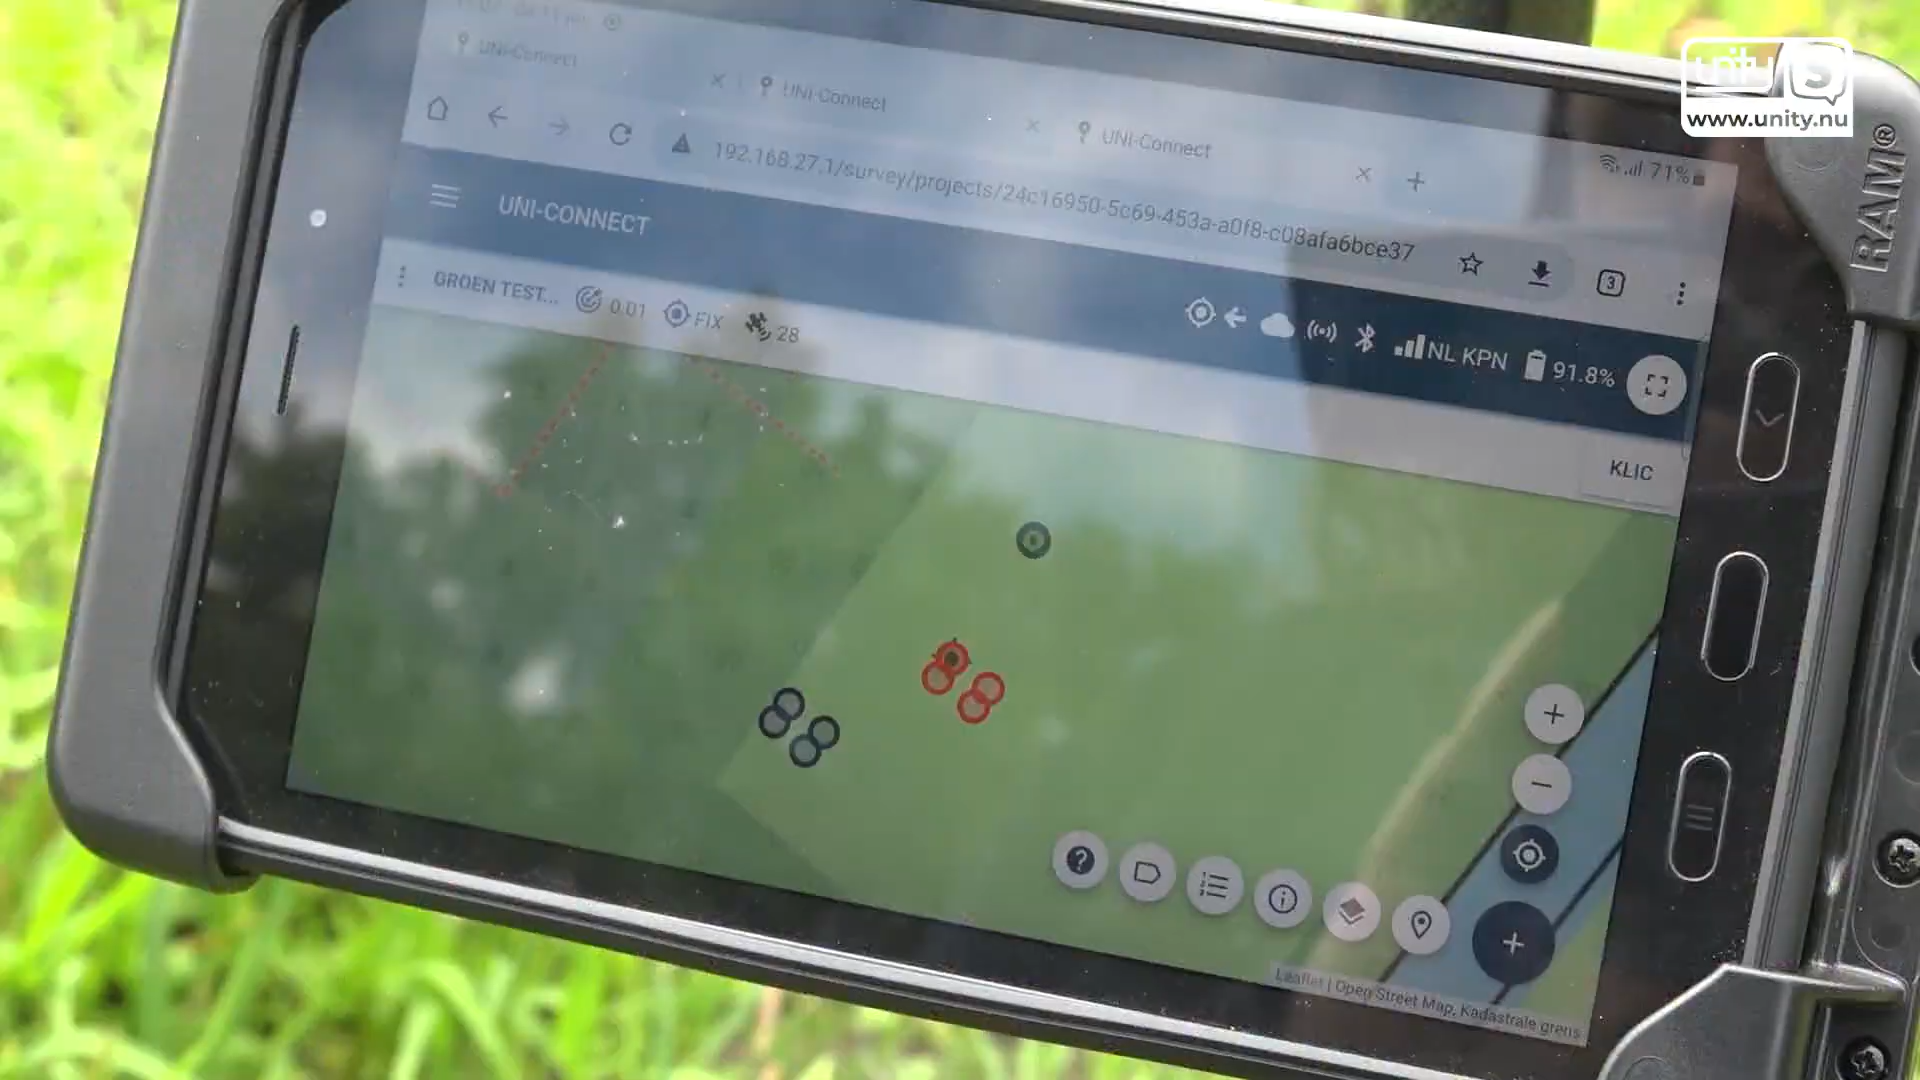 UNI-Connect
UNI-Connect
UNI-Connect
71%
192.168.27.1/survey/projects/24c16950-5c69-453a-a0f8-c08afa6bce37
3
UNI-CONNECT
NL KPN 91.8%
GROEN TEST... 0.01 FIX 28
KLIC
Leaflet | Open Street Map, Kadastrale grens
RAM®
unity S
www.unity.nu